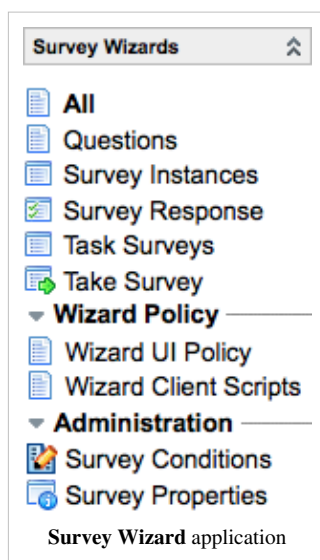 Survey Wizards
All
Questions
Survey Instances
Survey Response
Task Surveys
Take Survey
Wizard Policy
Wizard UI Policy
Wizard Client Scripts
Administration
Survey Conditions
Survey Properties
Survey Wizard application